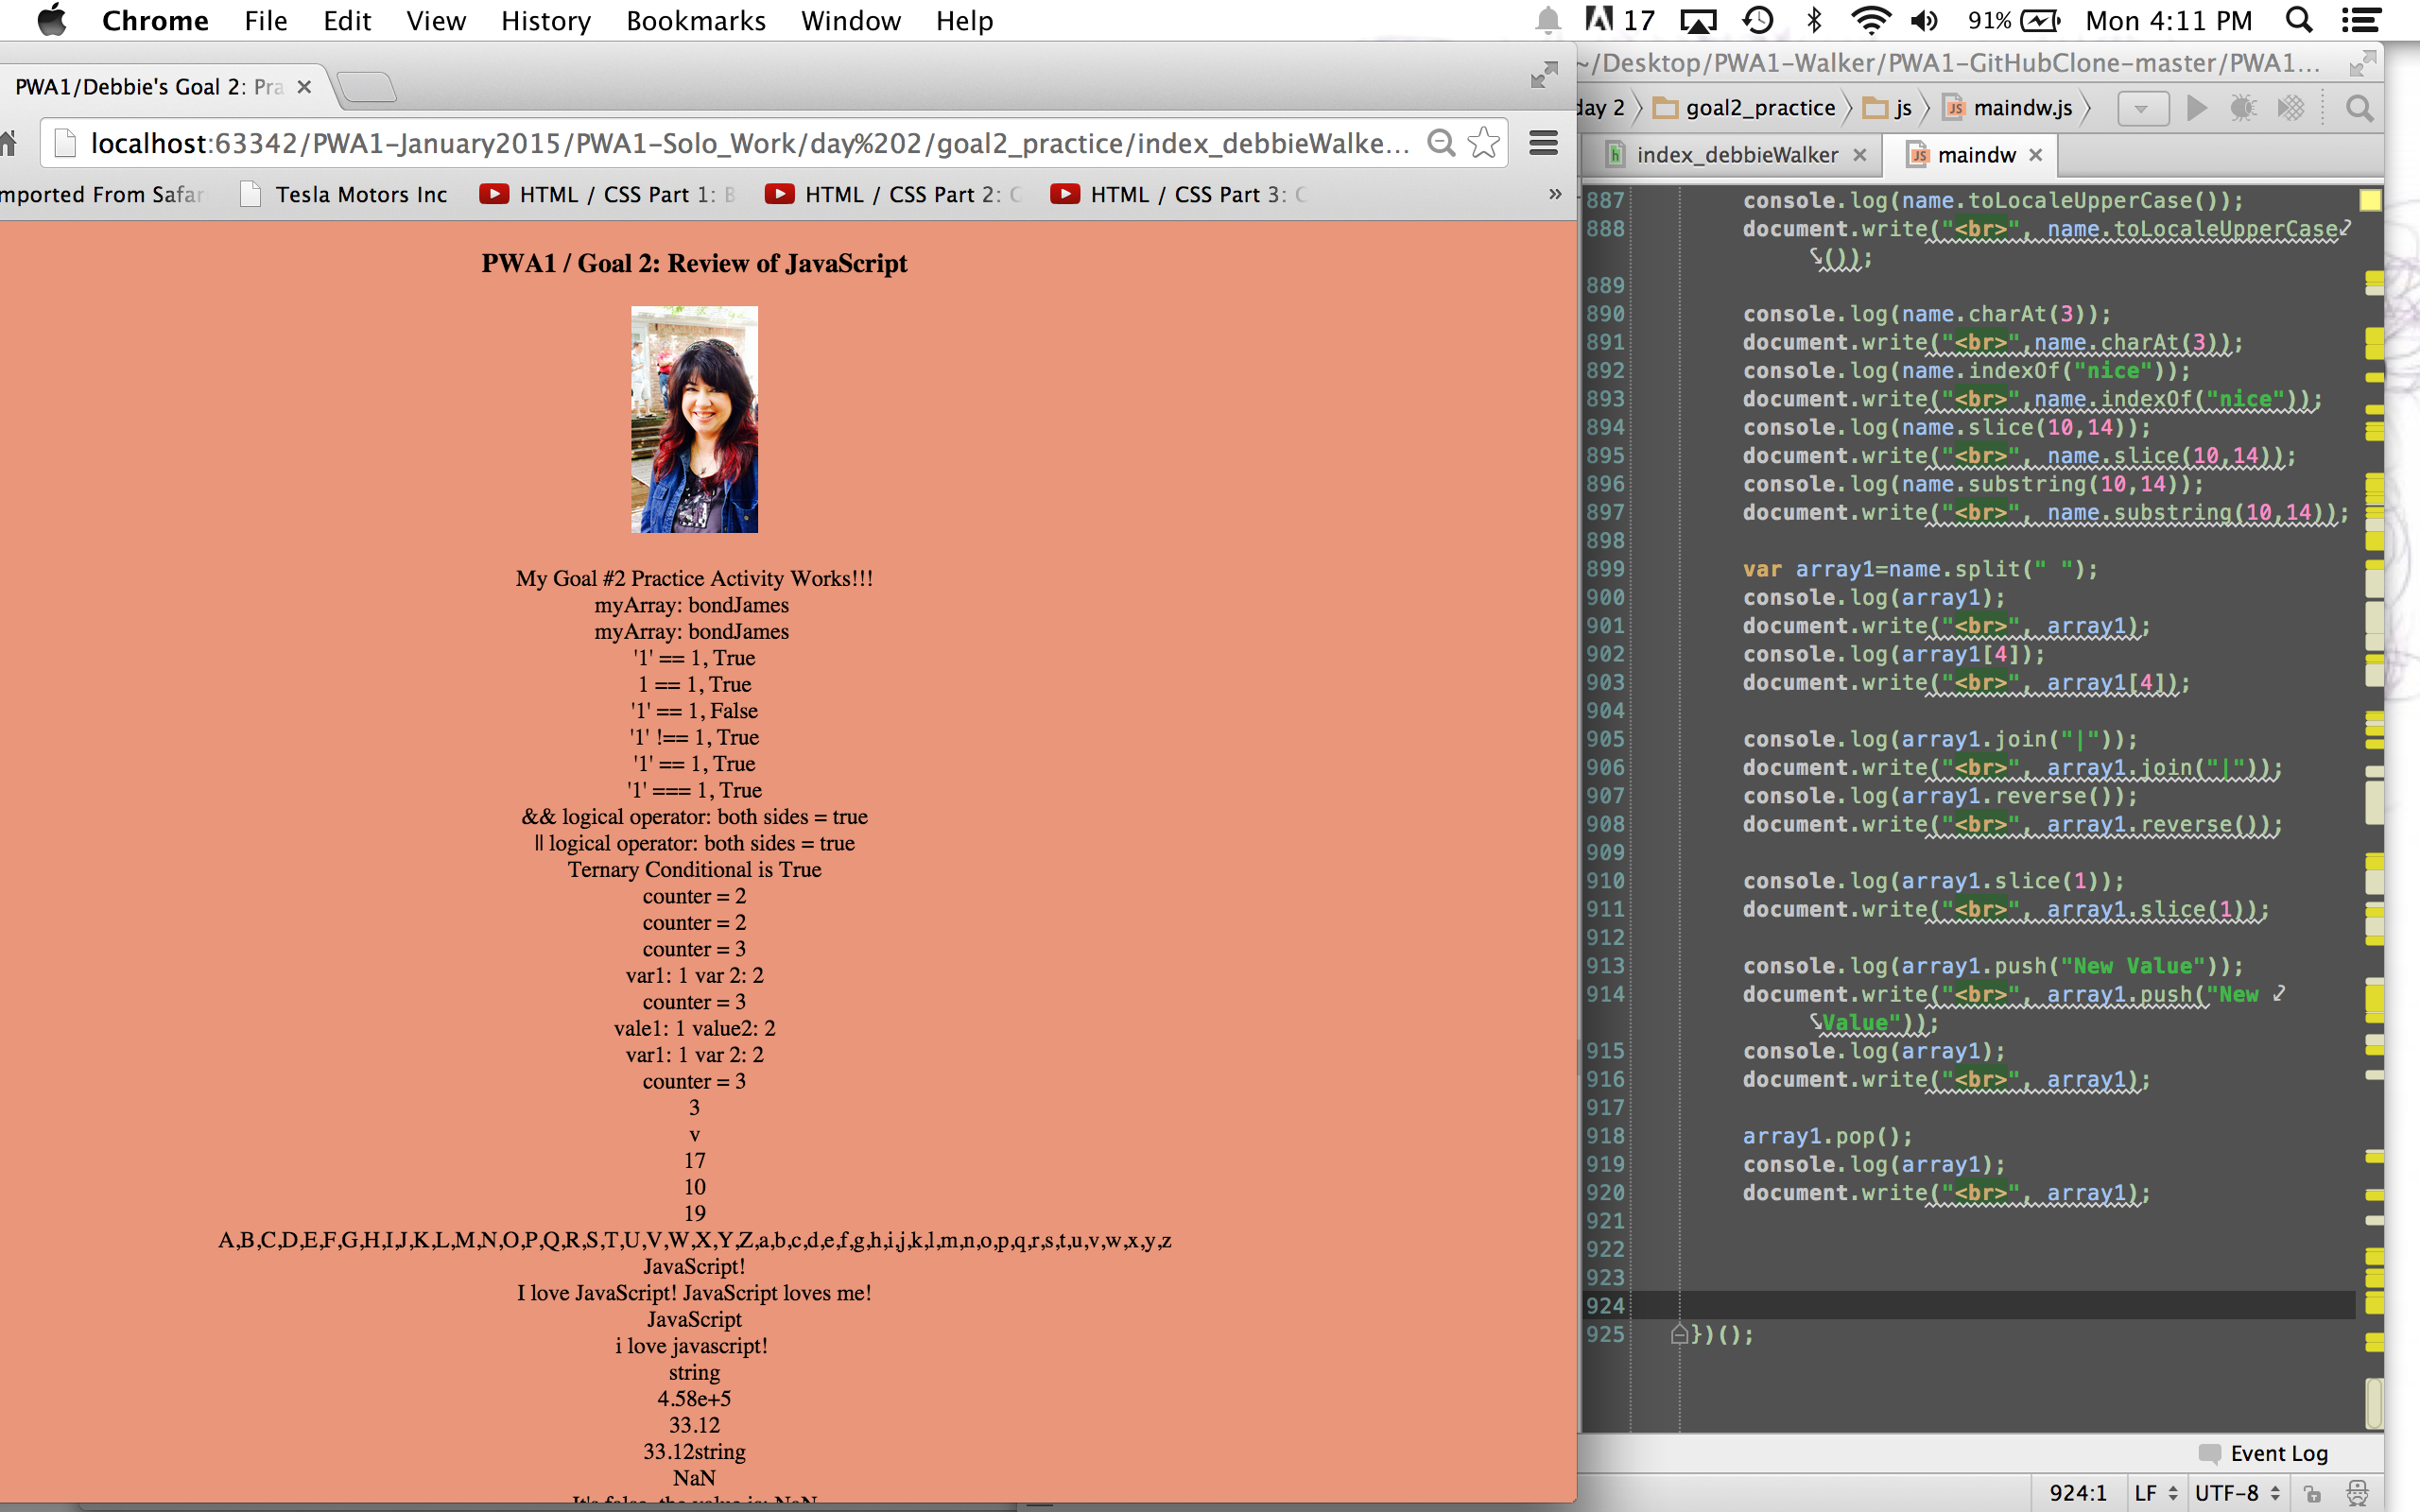 Chrome File Edit View History Bookmarks Window Help 17 91% Mon 4:11 PM
PWA1/Debbie's Goal 2: Pra
localhost:63342/PWA1-January2015/PWA1-Solo_Work/day%202/goal2_practice/index_debbieWalke...
mported From Safar Tesla Motors Inc HTML / CSS Part 1: B HTML / CSS Part 2: C HTML / CSS Part 3: C »
PWA1 / Goal 2: Review of JavaScript
My Goal #2 Practice Activity Works!!!
myArray: bondJames
myArray: bondJames
'1' == 1, True
1 == 1, True
'1' == 1, False
'1' !== 1, True
'1' == 1, True
'1' === 1, True
&& logical operator: both sides = true
|| logical operator: both sides = true
Ternary Conditional is True
counter = 2
counter = 2
counter = 3
var1: 1 var 2: 2
counter = 3
vale1: 1 value2: 2
var1: 1 var 2: 2
counter = 3
3
v
17
10
19
A,B,C,D,E,F,G,H,I,J,K,L,M,N,O,P,Q,R,S,T,U,V,W,X,Y,Z,a,b,c,d,e,f,g,h,i,j,k,l,m,n,o,p,q,r,s,t,u,v,w,x,y,z
JavaScript!
I love JavaScript! JavaScript loves me!
JavaScript
i love javascript!
string
4.58e+5
33.12
33.12string
NaN
It's false, the value is: NaN
~/Desktop/PWA1-Walker/PWA1-GitHubClone-master/PWA1...
day 2 goal2_practice js maindw.js
index_debbieWalker maindw
887 console.log(name.toLocaleUpperCase());
888 document.write("<br>", name.toLocaleUpperCase
());
889
890 console.log(name.charAt(3));
891 document.write("<br>",name.charAt(3));
892 console.log(name.indexOf("nice"));
893 document.write("<br>",name.indexOf("nice"));
894 console.log(name.slice(10,14));
895 document.write("<br>", name.slice(10,14));
896 console.log(name.substring(10,14));
897 document.write("<br>", name.substring(10,14));
898
899 var array1=name.split(" ");
900 console.log(array1);
901 document.write("<br>", array1);
902 console.log(array1[4]);
903 document.write("<br>", array1[4]);
904
905 console.log(array1.join("|"));
906 document.write("<br>", array1.join("|"));
907 console.log(array1.reverse());
908 document.write("<br>", array1.reverse());
909
910 console.log(array1.slice(1));
911 document.write("<br>", array1.slice(1));
912
913 console.log(array1.push("New Value"));
914 document.write("<br>", array1.push("New
Value"));
915 console.log(array1);
916 document.write("<br>", array1);
917
918 array1.pop();
919 console.log(array1);
920 document.write("<br>", array1);
921
922
923
924
925 })();
Event Log
924:1 LF UTF-8